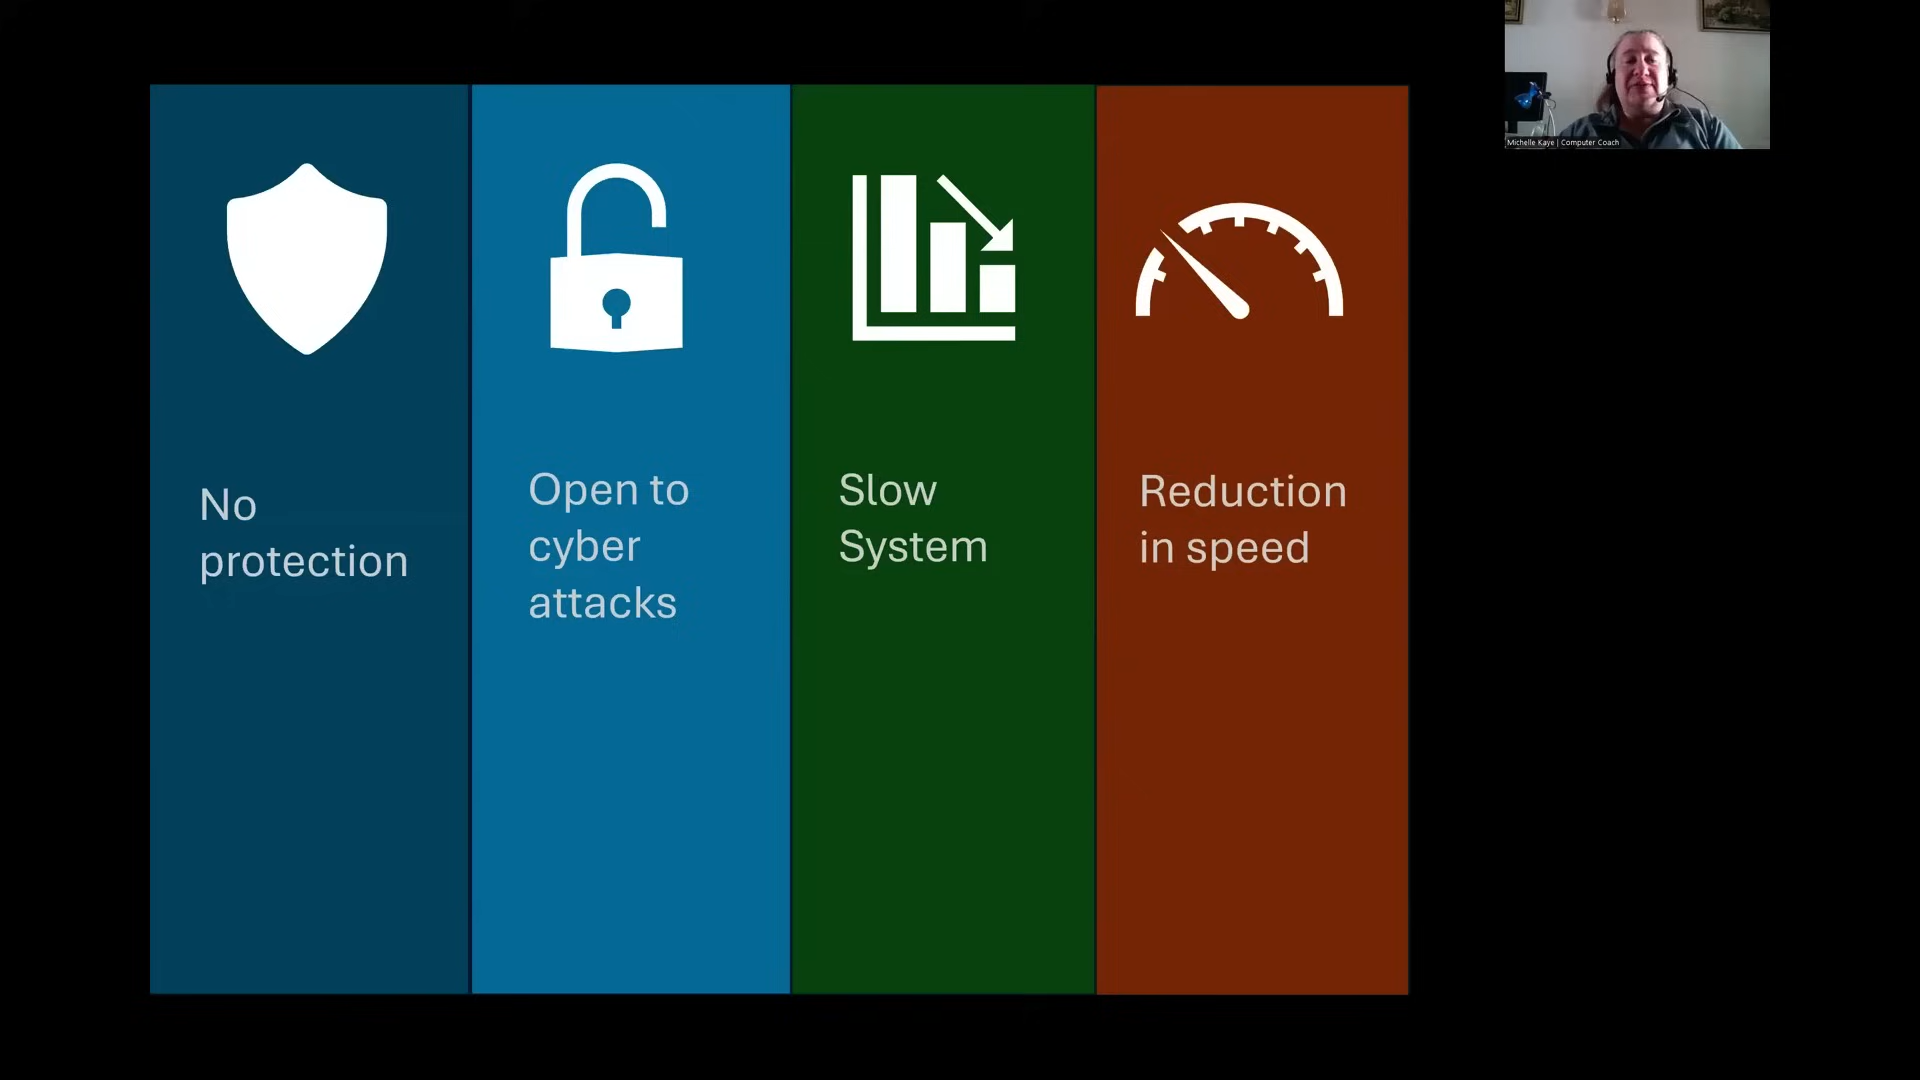 No
protection
Open to
cyber
attacks
Slow
System
Reduction
in speed
Michelle Kaye | Computer Coach